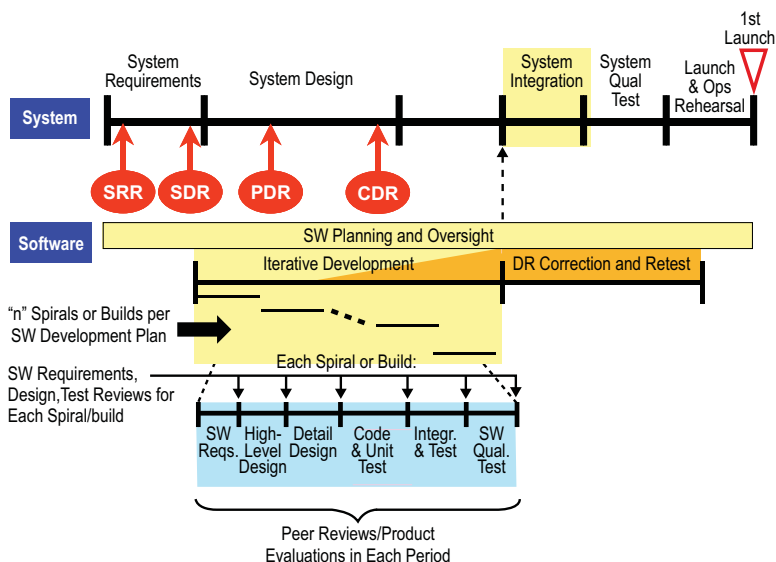 1st
Launch
System
Requirements
System Design
System
Integration
System
Qual
Test
Launch
& Ops
Rehearsal
System
SRR
SDR
PDR
CDR
Software
SW Planning and Oversight
Iterative Development
DR Correction and Retest
“n” Spirals or Builds per
SW Development Plan
Each Spiral or Build:
SW Requirements,
Design,Test Reviews for
Each Spiral/build
SW
Reqs.
High-
Level
Design
Detail
Design
Code
& Unit
Test
Integr.
& Test
SW
Qual.
Test
Peer Reviews/Product
Evaluations in Each Period